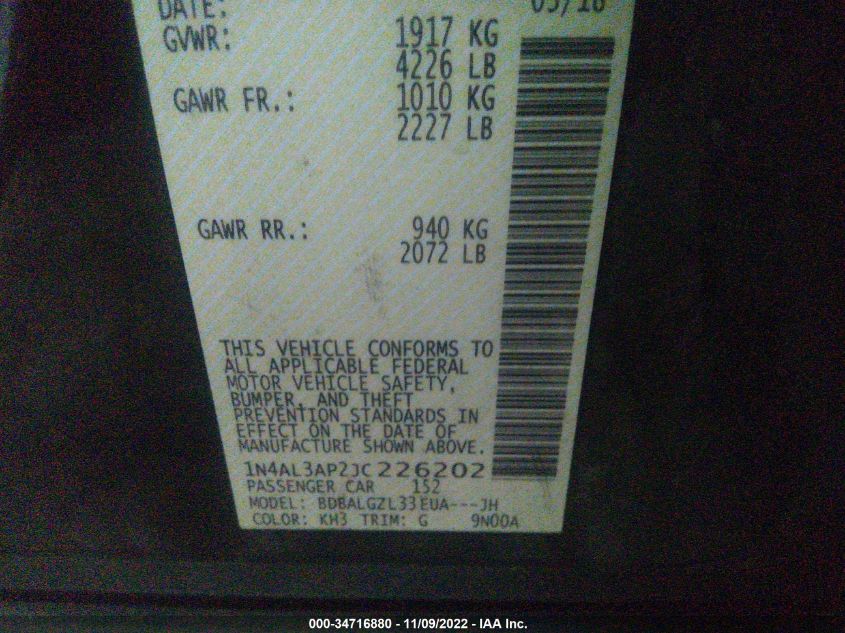 DATE: 05/18
GVWR: 1917 KG
4226 LB
GAWR FR.: 1010 KG
2227 LB
GAWR RR.: 940 KG
2072 LB
THIS VEHICLE CONFORMS TO
ALL APPLICABLE FEDERAL
MOTOR VEHICLE SAFETY,
BUMPER, AND THEFT
PREVENTION STANDARDS IN
EFFECT ON THE DATE OF
MANUFACTURE SHOWN ABOVE.
1N4AL3AP2JC226202
PASSENGER CAR 152
MODEL: BDBALGZL33EUA---JH
COLOR: KH3 TRIM: G 9N00A
000-34716880 - 11/09/2022 - IAA Inc.